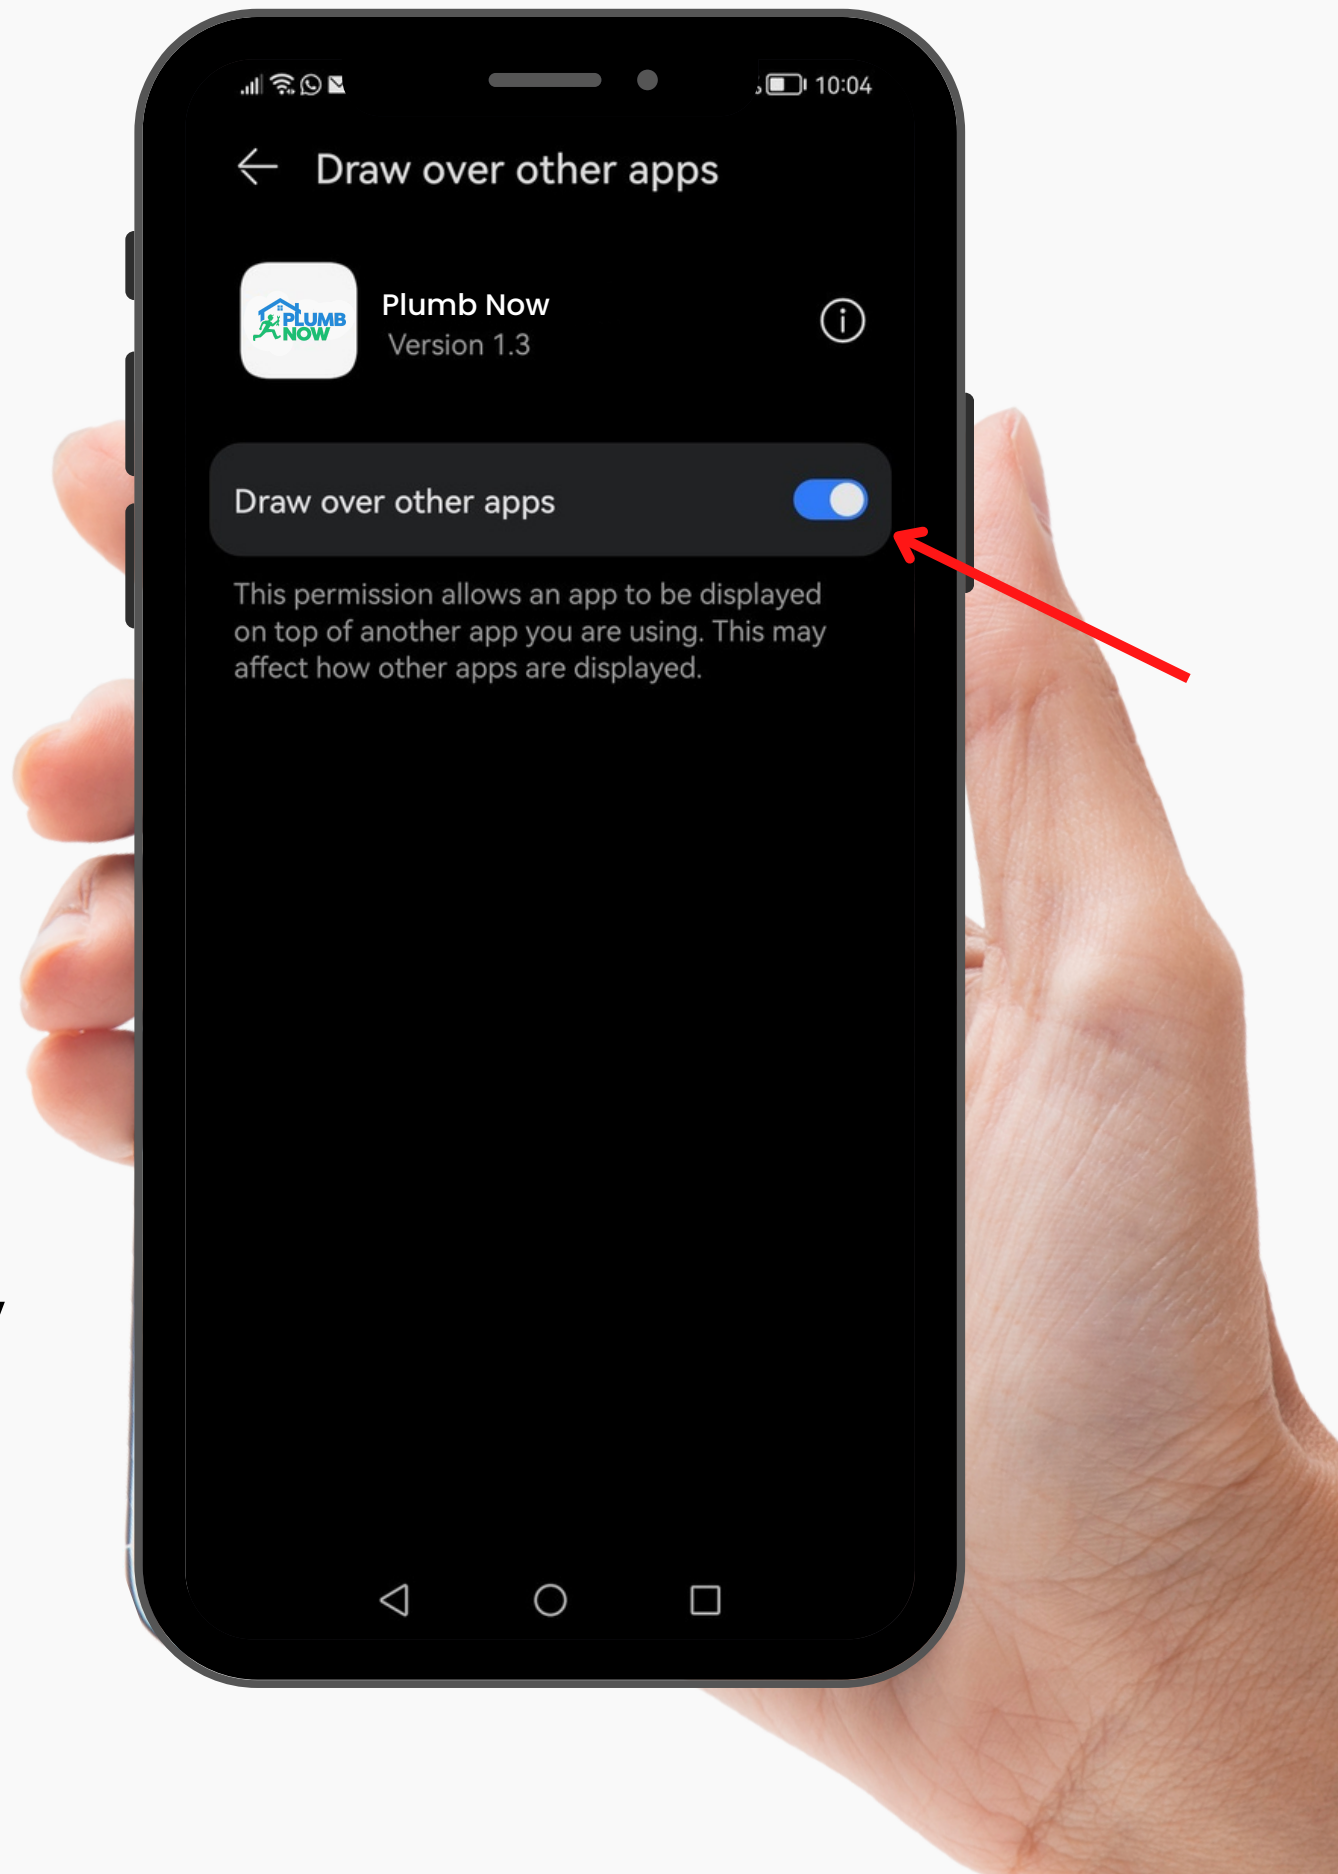 10:04
Draw over other apps
PLUMB
NOW
Plumb Now
Version 1.3
Draw over other apps
This permission allows an app to be displayed
on top of another app you are using. This may
affect how other apps are displayed.